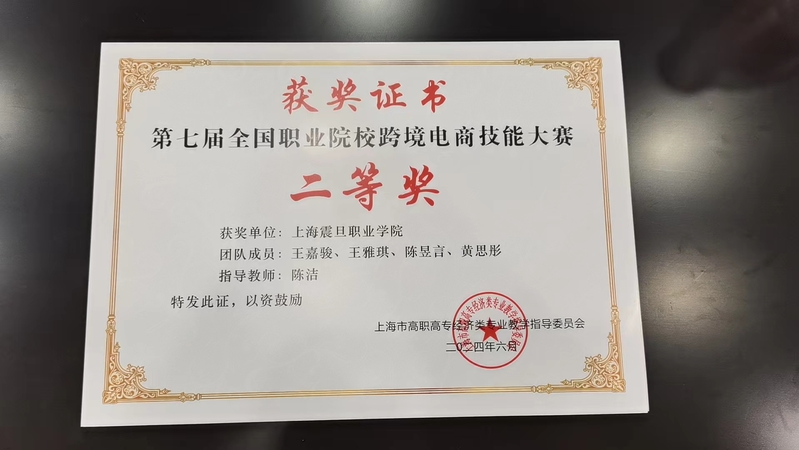 获奖证书
第七届全国职业院校跨境电商技能大赛
二等奖
获奖单位：上海震旦职业学院
团队成员：王嘉骏、王雅琪、陈昱言、黄思彤
指导教师：陈洁
特发此证，以资鼓励
上海市高职高专经济类专业教学指导委员会
二〇二四年六月